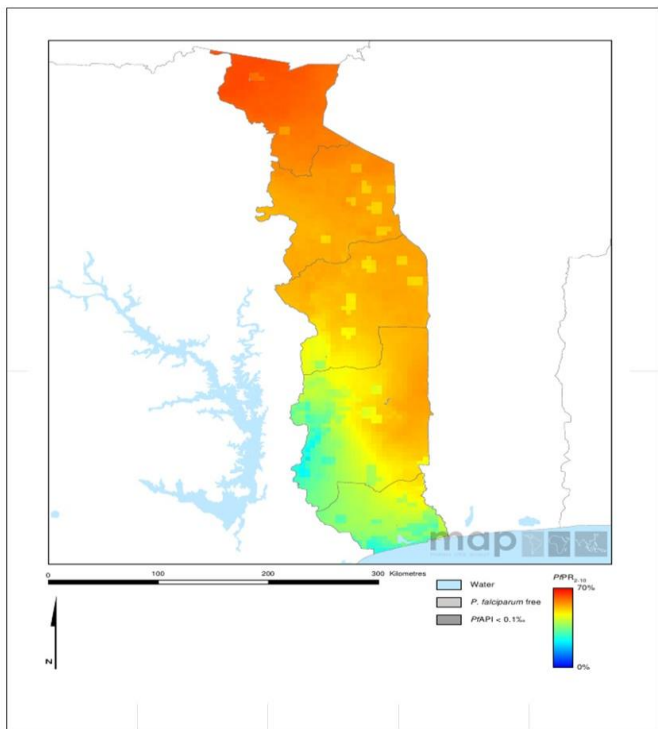 map
0 100 200 300 Kilometres
Water
P. falciparum free
PfAPI < 0.1‰
PfPR2-10
70%
0%
N